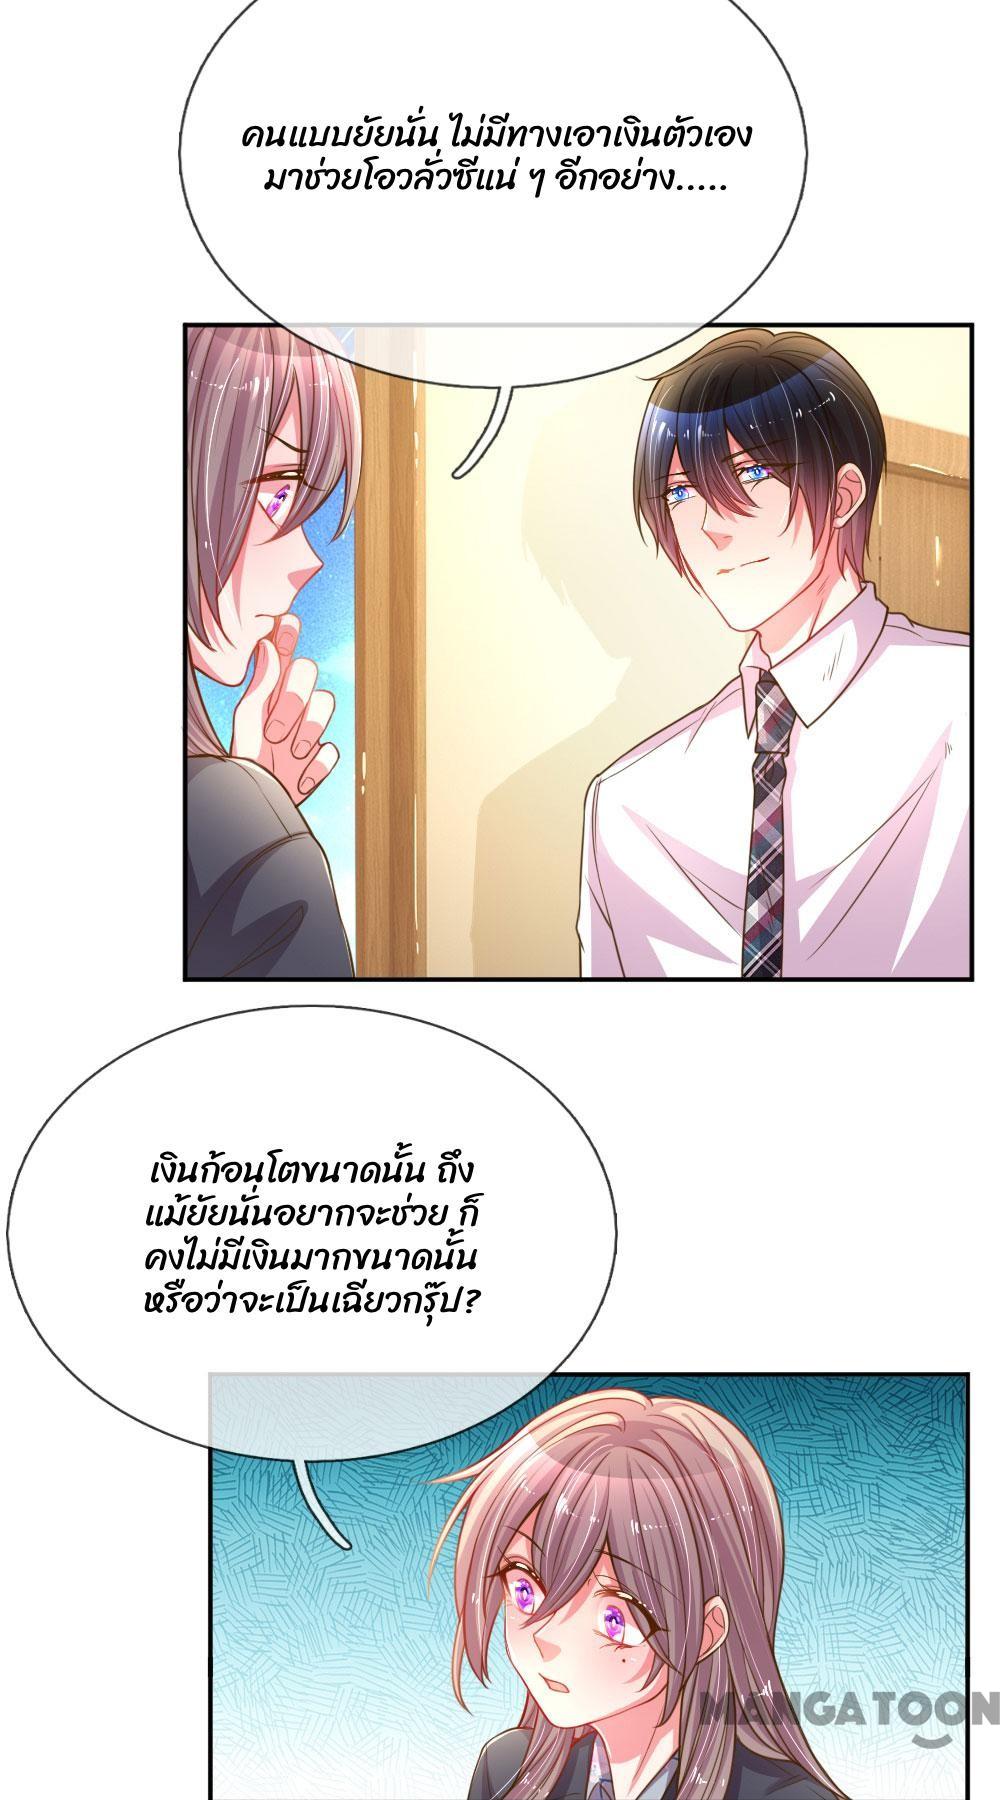 คนแบบยัยนั่น ไม่มีทางเอาเงินตัวเอง
มาช่วยโอวลั่วซีแน่ ๆ อีกอย่าง.....
เงินก้อนโตขนาดนั้น ถึง
แม้ยัยนั่นอยากจะช่วย ก็
คงไม่มีเงินมากขนาดนั้น
หรือว่าจะเป็นเฉียวกรุ๊ป?
MANGATOON